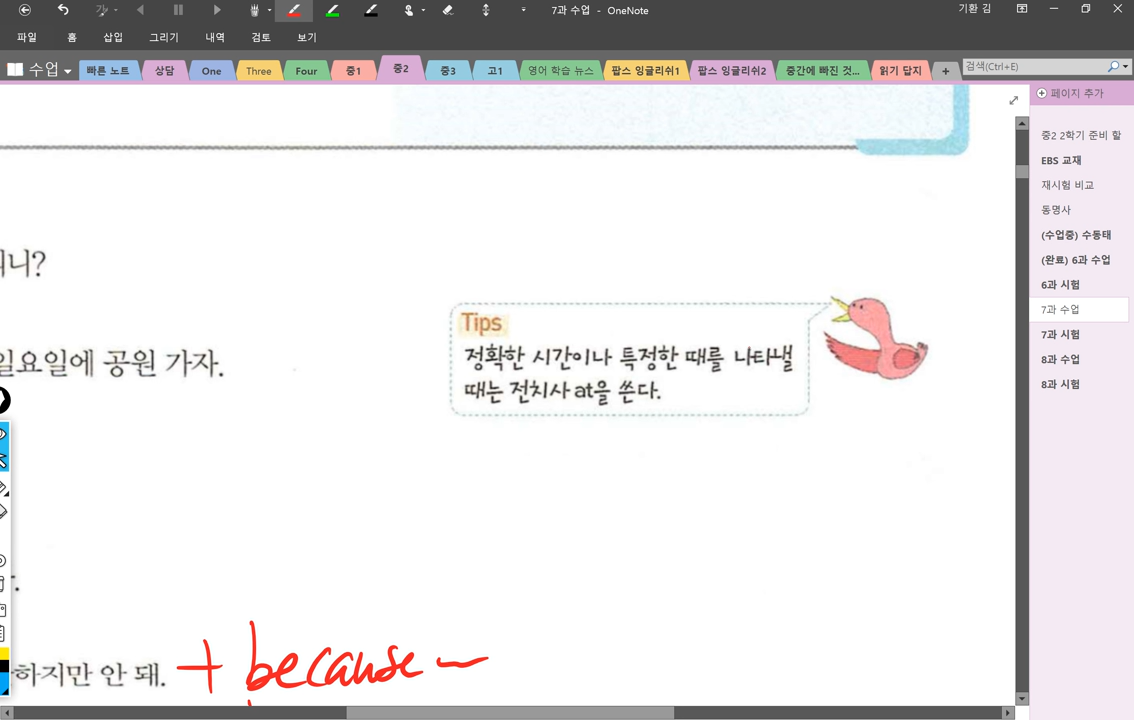 7과 수업 - OneNote
기환 김
파일 홈 삽입 그리기 내역 검토 보기
수업 빠른 노트 상담 One Three Four 중1 중2 중3 고1 영어 학습 뉴스 팝스 잉글리쉬1 팝스 잉글리쉬2 중간에 빠진 것... 읽기 답지 + 검색(Ctrl+E)
페이지 추가
중2 2학기 준비 할
EBS 교재
재시험 비교
동명사
(수업중) 수동태
(완료) 6과 수업
6과 시험
7과 수업
7과 시험
8과 수업
8과 시험
니?
일요일에 공원 가자.
Tips
정확한 시간이나 특정한 때를 나타낼
때는 전치사 at을 쓴다.
하지만 안 돼. + because ~